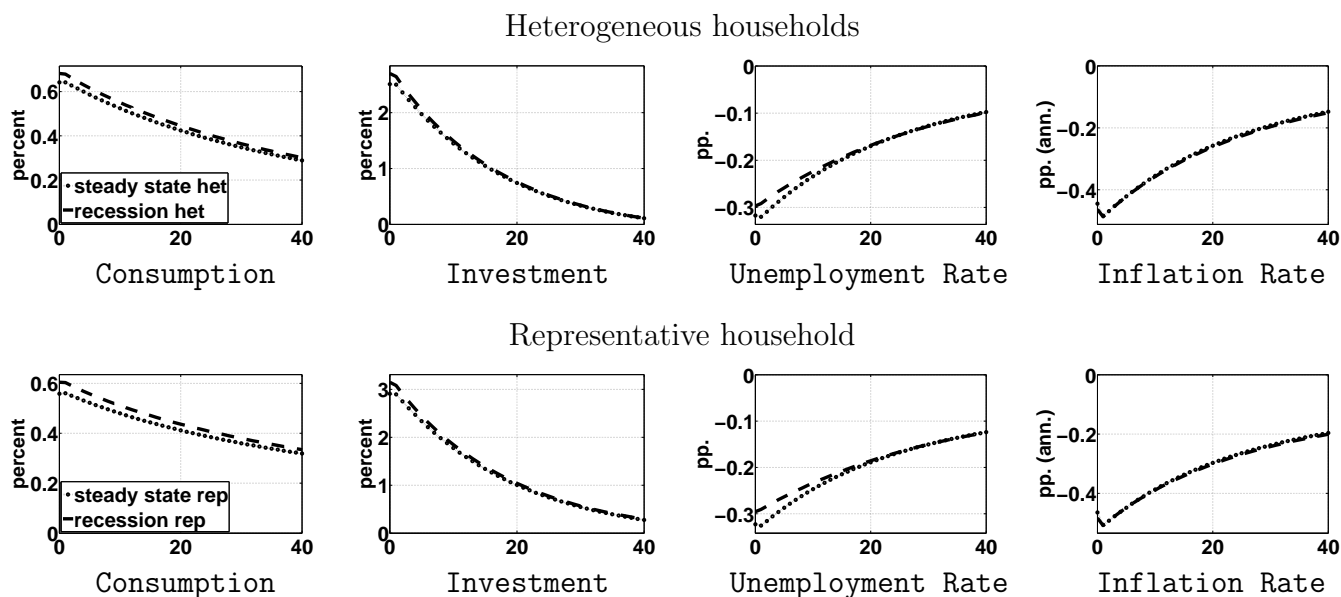 Heterogeneous households
percent
0.6
0.4
0.2
0
0 20 40
steady state het
recession het
Consumption
percent
2
1
0
0 20 40
Investment
pp.
0
−0.1
−0.2
−0.3
0 20 40
Unemployment Rate
pp. (ann.)
0
−0.2
−0.4
0 10 20 30 40
Inflation Rate
Representative household
percent
0.6
0.4
0.2
0
0 20 40
steady state rep
recession rep
Consumption
percent
3
2
1
0
0 20 40
Investment
pp.
0
−0.1
−0.2
−0.3
0 20 40
Unemployment Rate
pp. (ann.)
0
−0.2
−0.4
0 10 20 30 40
Inflation Rate